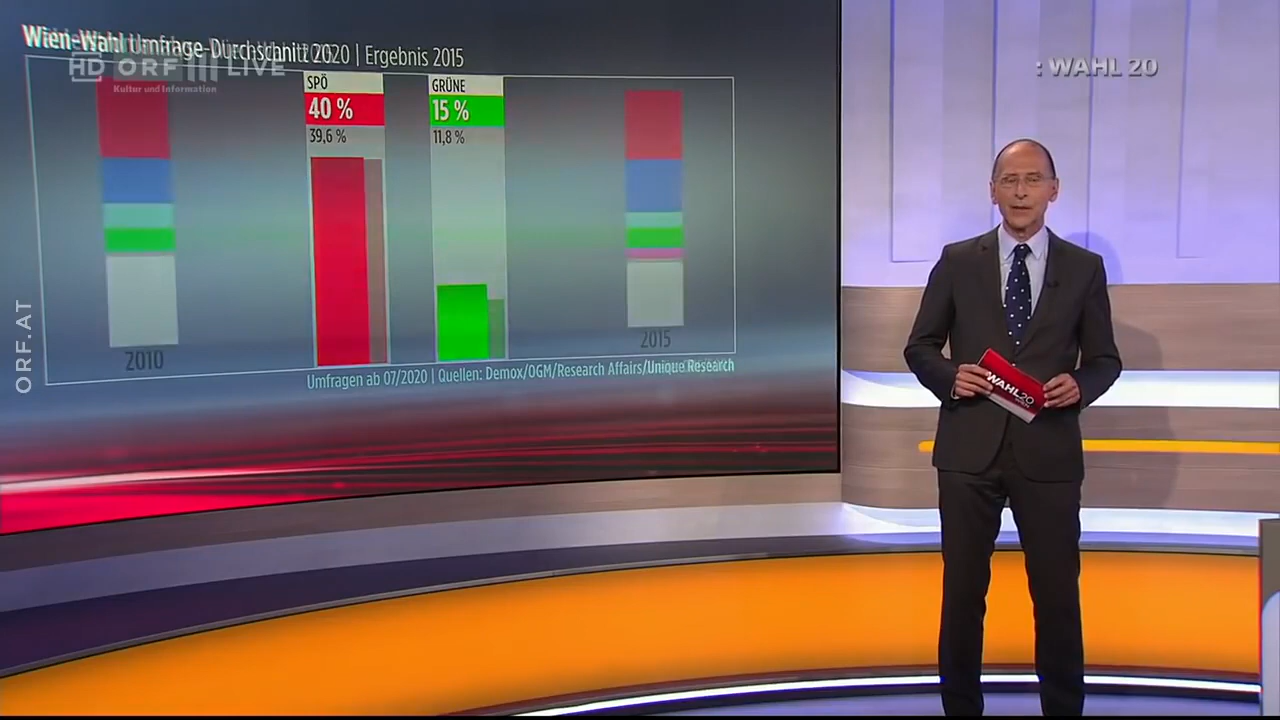 Wien-Wahl Umfrage-Durchschnitt 2020 | Ergebnis 2015
HD ORF III LIVE
Kultur und Information
: WAHL 20
SPÖ
40 %
39,6 %
GRÜNE
15 %
11,8 %
2010
2015
Umfragen ab 07/2020 | Quellen: Demox/OGM/Research Affairs/Unique Research
ORF.AT
WAHL20